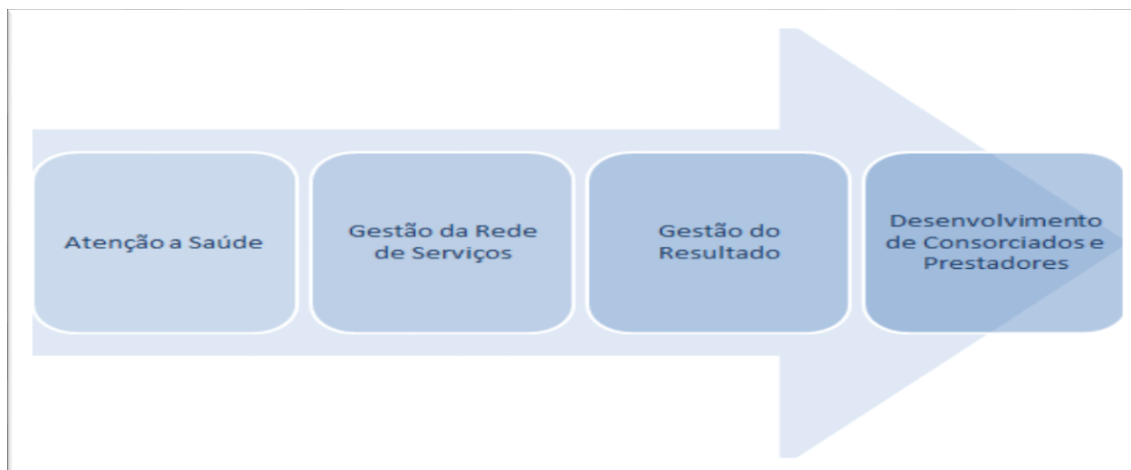 Atenção a Saúde
Gestão da Rede
de Serviços
Gestão do
Resultado
Desenvolvimento
de Consorciados e
Prestadores